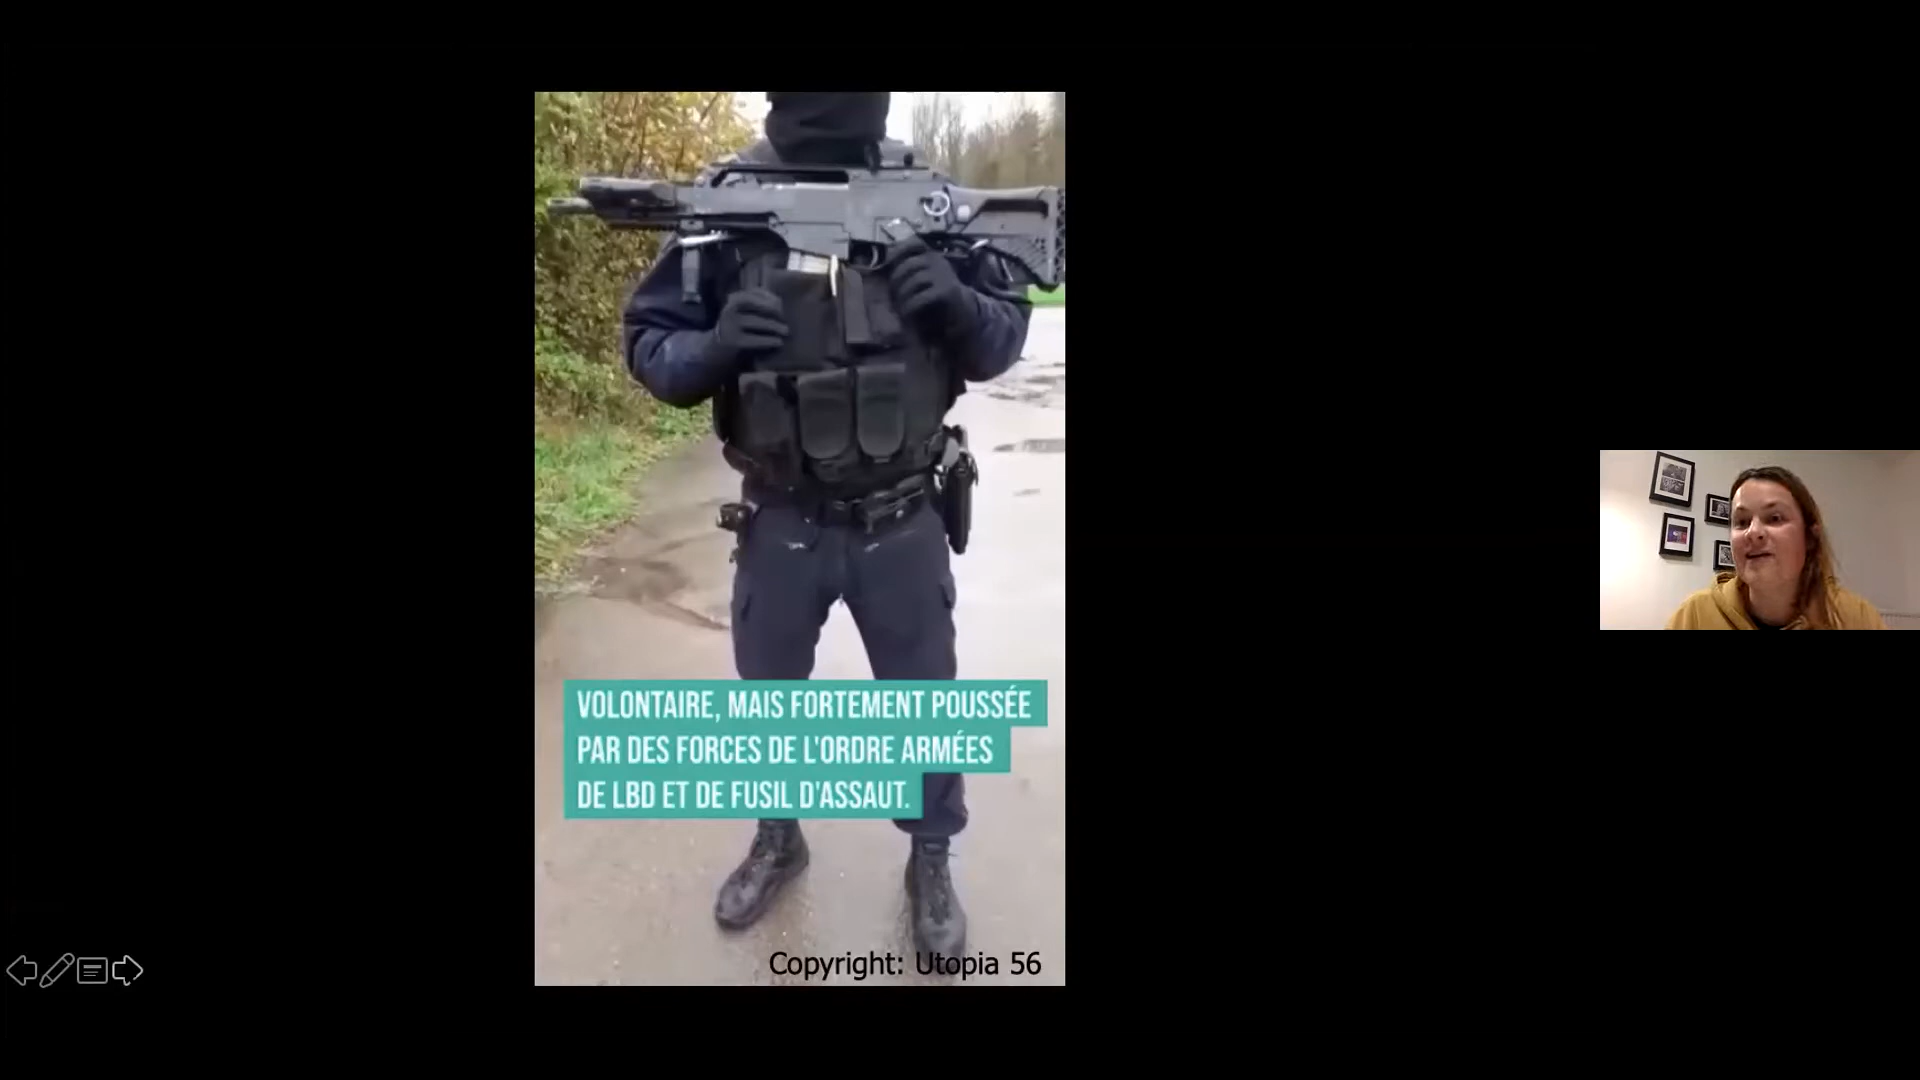 VOLONTAIRE, MAIS FORTEMENT POUSSÉE
PAR DES FORCES DE L'ORDRE ARMÉES
DE LBD ET DE FUSIL D'ASSAUT.
Copyright: Utopia 56